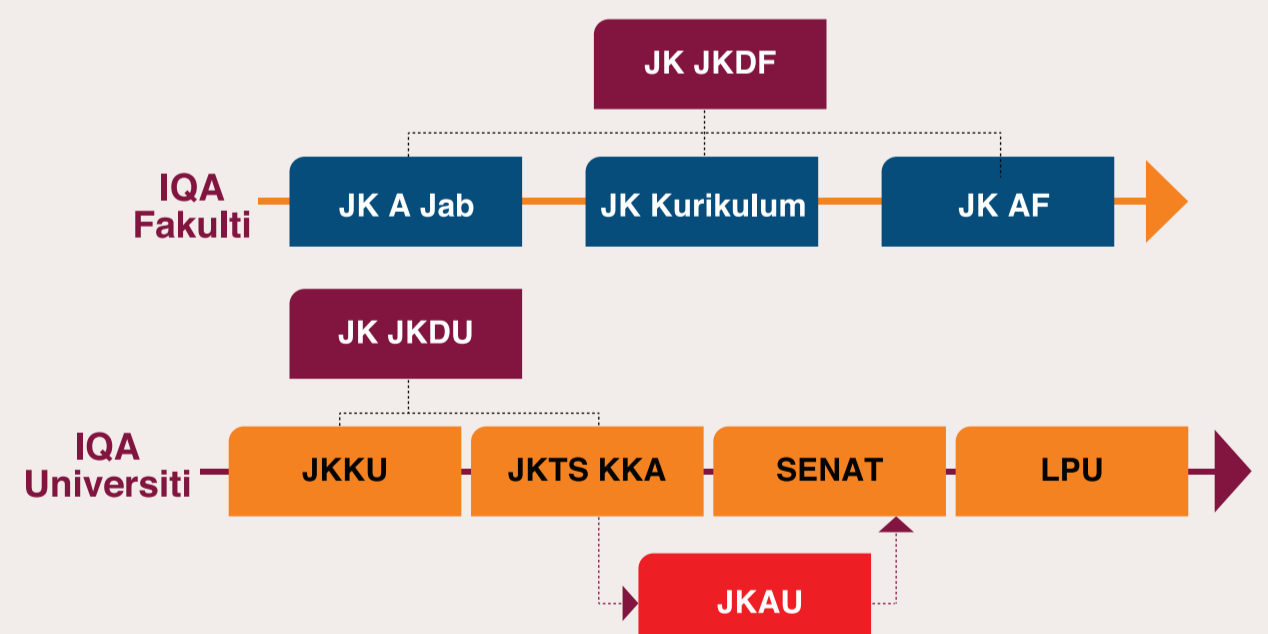 JK JKDF
IQA
Fakulti
JK A Jab
JK Kurikulum
JK AF
JK JKDU
IQA
Universiti
JKKU
JKTS KKA
SENAT
LPU
JKAU